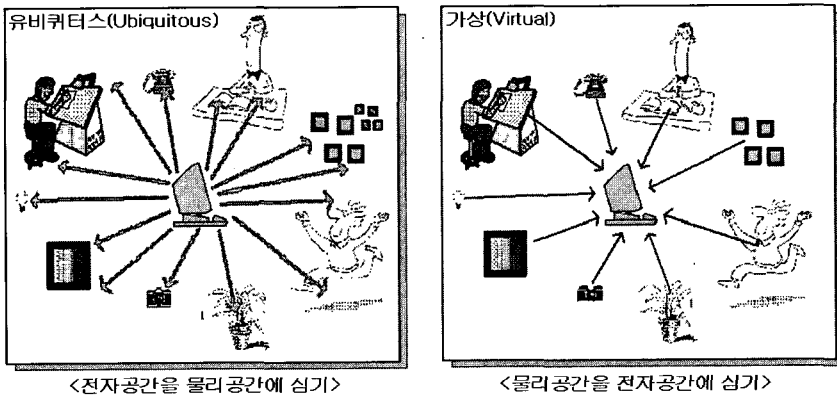 유비쿼터스(Ubiquitous)
가상(Virtual)
<전자공간을 물리공간에 심기>
<물리공간을 전자공간에 심기>